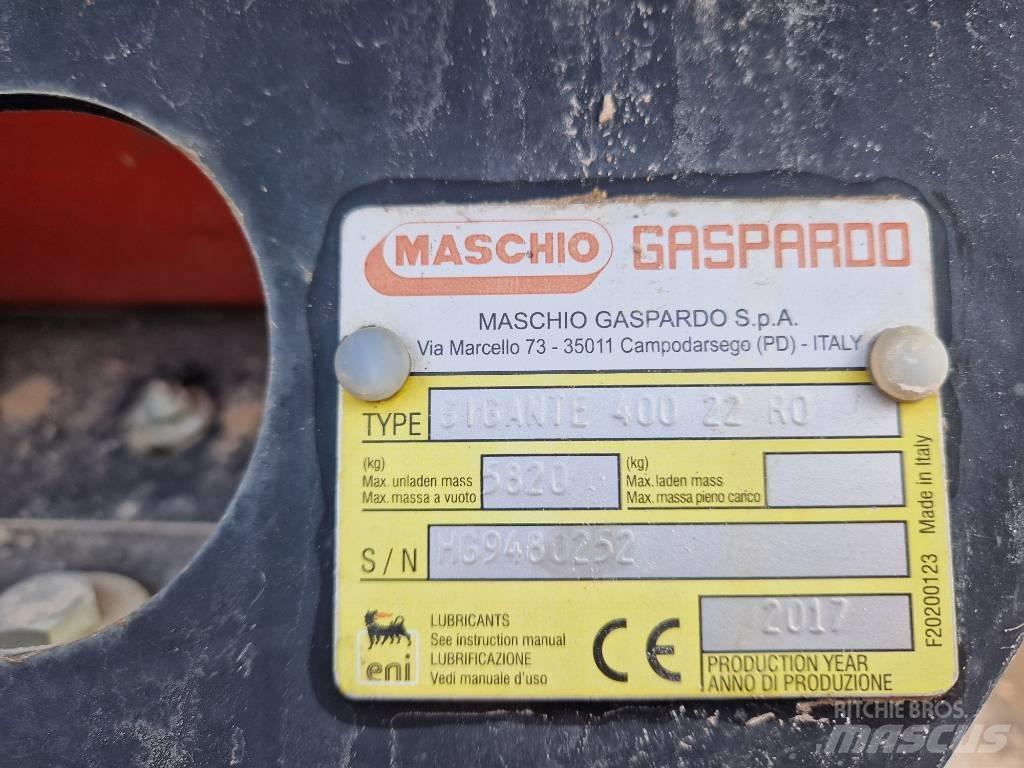 MASCHIO GASPARDO
MASCHIO GASPARDO S.p.A.
Via Marcello 73 - 35011 Campodarsego (PD) - ITALY
TYPE GIGANTE 400 22 RO
(kg)
Max. unladen mass
Max. massa a vuoto
5820
(kg)
Max. laden mass
Max. massa pieno carico
S/N HG9480252
eni
LUBRICANTS
See instruction manual
LUBRIFICAZIONE
Vedi manuale d'uso
CE
2017
PRODUCTION YEAR
ANNO DI PRODUZIONE
F20200123 Made in Italy
RITCHIE BROS.
mascus